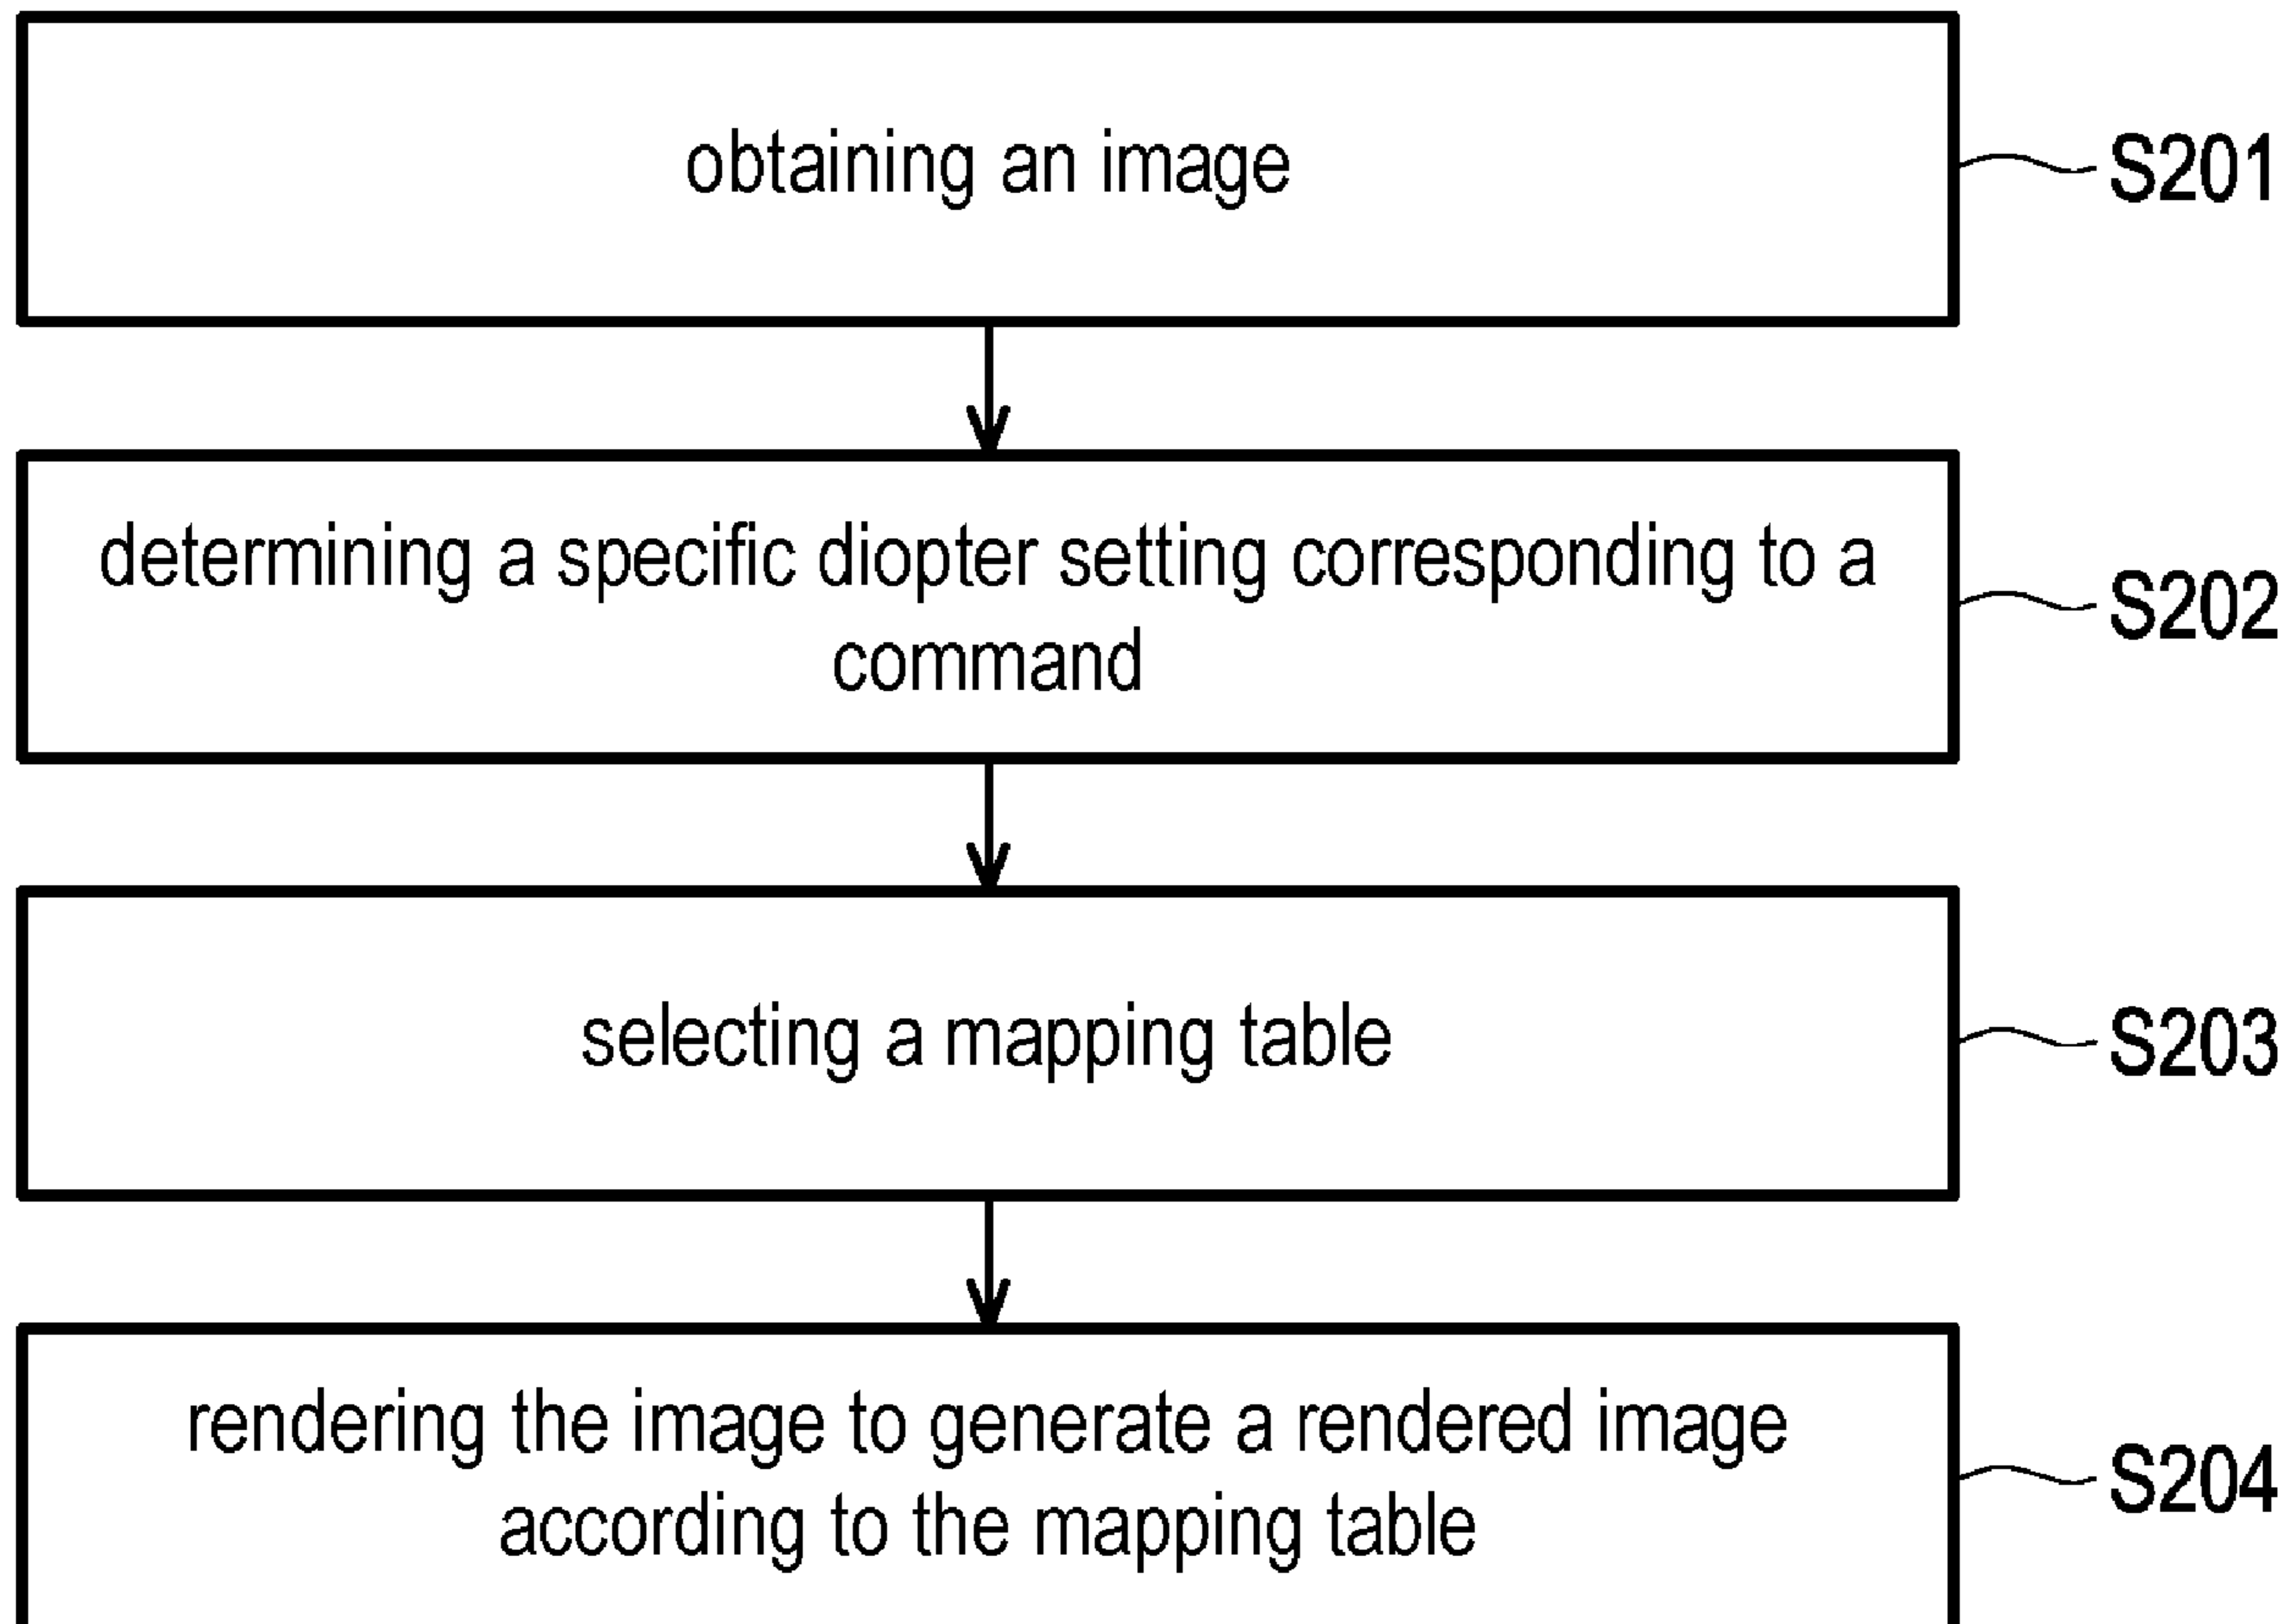 obtaining an image
S201
determining a specific diopter setting corresponding to a
command
S202
selecting a mapping table
S203
rendering the image to generate a rendered image
according to the mapping table
S204